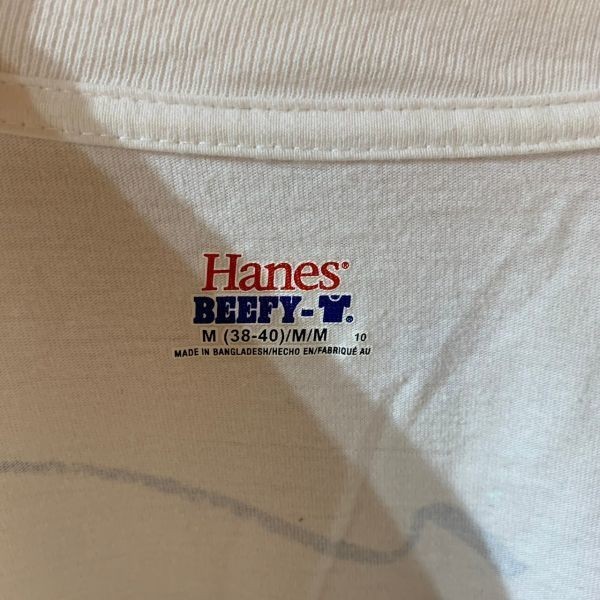 Hanes®
BEEFY-T®
M (38-40)/M/M 10
MADE IN BANGLADESH/HECHO EN/FABRIQUÉ AU